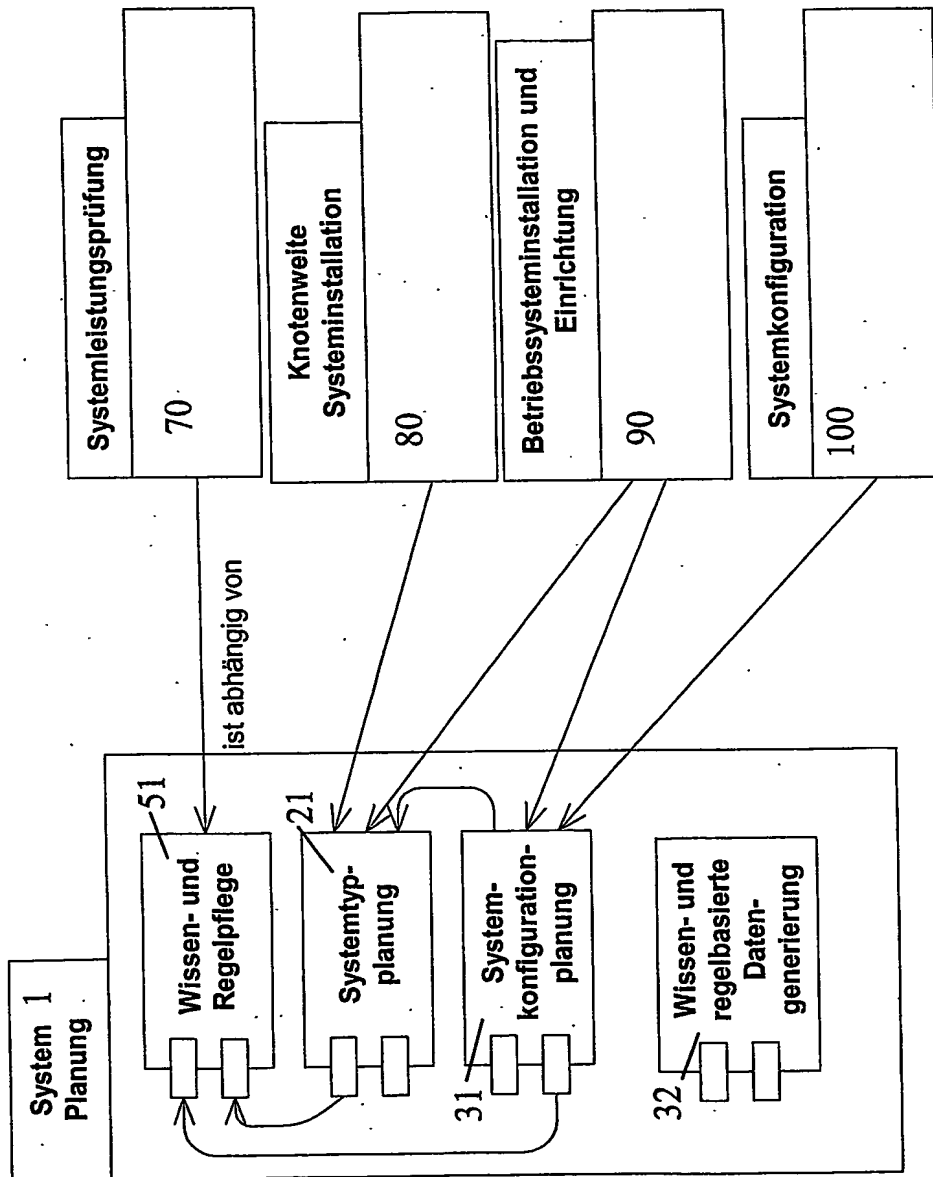 System 1
Planung
51
Wissen- und
Regelpflege
21
Systemtyp-
planung
31
System-
konfiguration-
planung
32
Wissen- und
regelbasierte
Daten-
generierung
ist abhängig von
Systemleistungsprüfung
70
Knotenweite
Systeminstallation
80
Betriebssysteminstallation und
Einrichtung
90
Systemkonfiguration
100